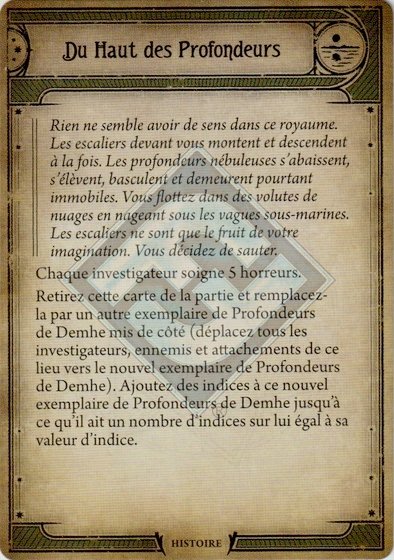 Du Haut des Profondeurs
Rien ne semble avoir de sens dans ce royaume.
Les escaliers devant vous montent et descendent
à la fois. Les profondeurs nébuleuses s'abaissent,
s'élèvent, basculent et demeurent pourtant
immobiles. Vous flottez dans des volutes de
nuages en nageant sous les vagues sous-marines.
Les escaliers ne sont que le fruit de votre
imagination. Vous décidez de sauter.
Chaque investigateur soigne 5 horreurs.
Retirez cette carte de la partie et remplacez-
la par un autre exemplaire de Profondeurs
de Demhe mis de côté (déplacez tous les
investigateurs, ennemis et attachements de ce
lieu vers le nouvel exemplaire de Profondeurs
de Demhe). Ajoutez des indices à ce nouvel
exemplaire de Profondeurs de Demhe jusqu'à
ce qu'il ait un nombre d'indices sur lui égal à sa
valeur d'indice.
HISTOIRE